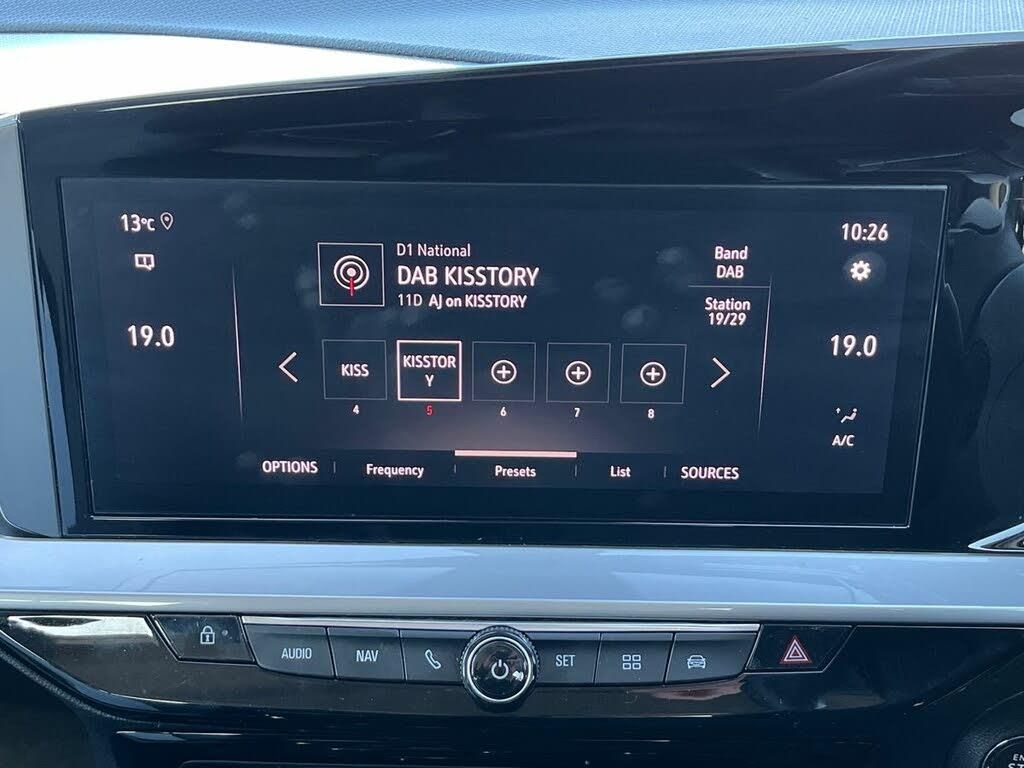 13°C
10:26
D1 National
DAB KISSTORY
11D AJ on KISSTORY
Band
DAB
Station
19/29
19.0
19.0
KISS
KISSTOR
Y
4
5
6
7
8
A/C
OPTIONS
Frequency
Presets
List
SOURCES
AUDIO
NAV
SET